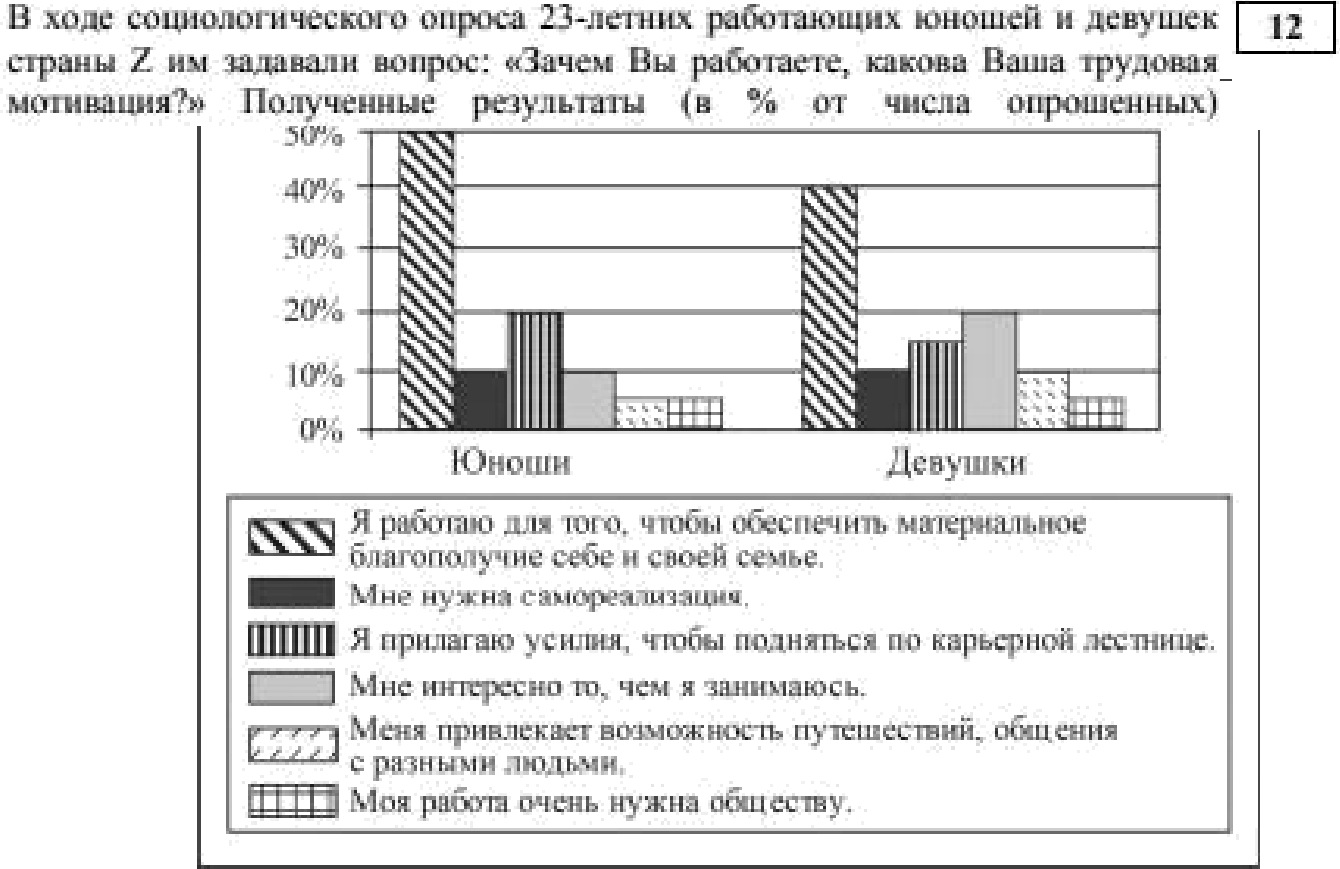 В ходе социологического опроса 23-летних работающих юношей и девушек
12
страны Z им задавали вопрос: «Зачем Вы работаете, какова Ваша трудовая
мотивация?» Полученные результаты (в % от числа опрошенных)
50%
40%
30%
20%
10%
0%
Юноши
Девушки
Я работаю для того, чтобы обеспечить материальное
благополучие себе и своей семье.
Мне нужна самореализация.
Я прилагаю усилия, чтобы подняться по карьерной лестнице.
Мне интересно то, чем я занимаюсь.
Меня привлекает возможность путешествий, общения
с разными людьми.
Моя работа очень нужна обществу.